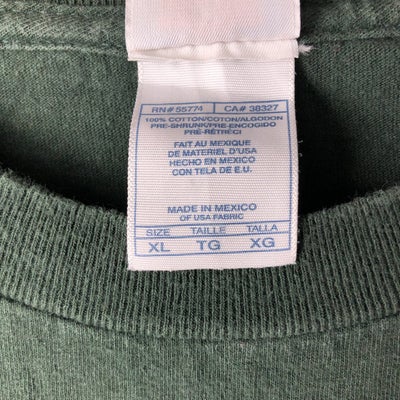 RN# 55774 CA# 38327
100% COTTON/COTON/ALGODON
PRE-SHRUNK/PRE-ENCOGIDO
PRÉ-RÉTRÉCI
FAIT AU MEXIQUE
DE MATERIEL D'USA
HECHO EN MEXICO
CON TELA DE E.U.
MADE IN MEXICO
OF USA FABRIC
SIZE TAILLE TALLA
XL TG XG